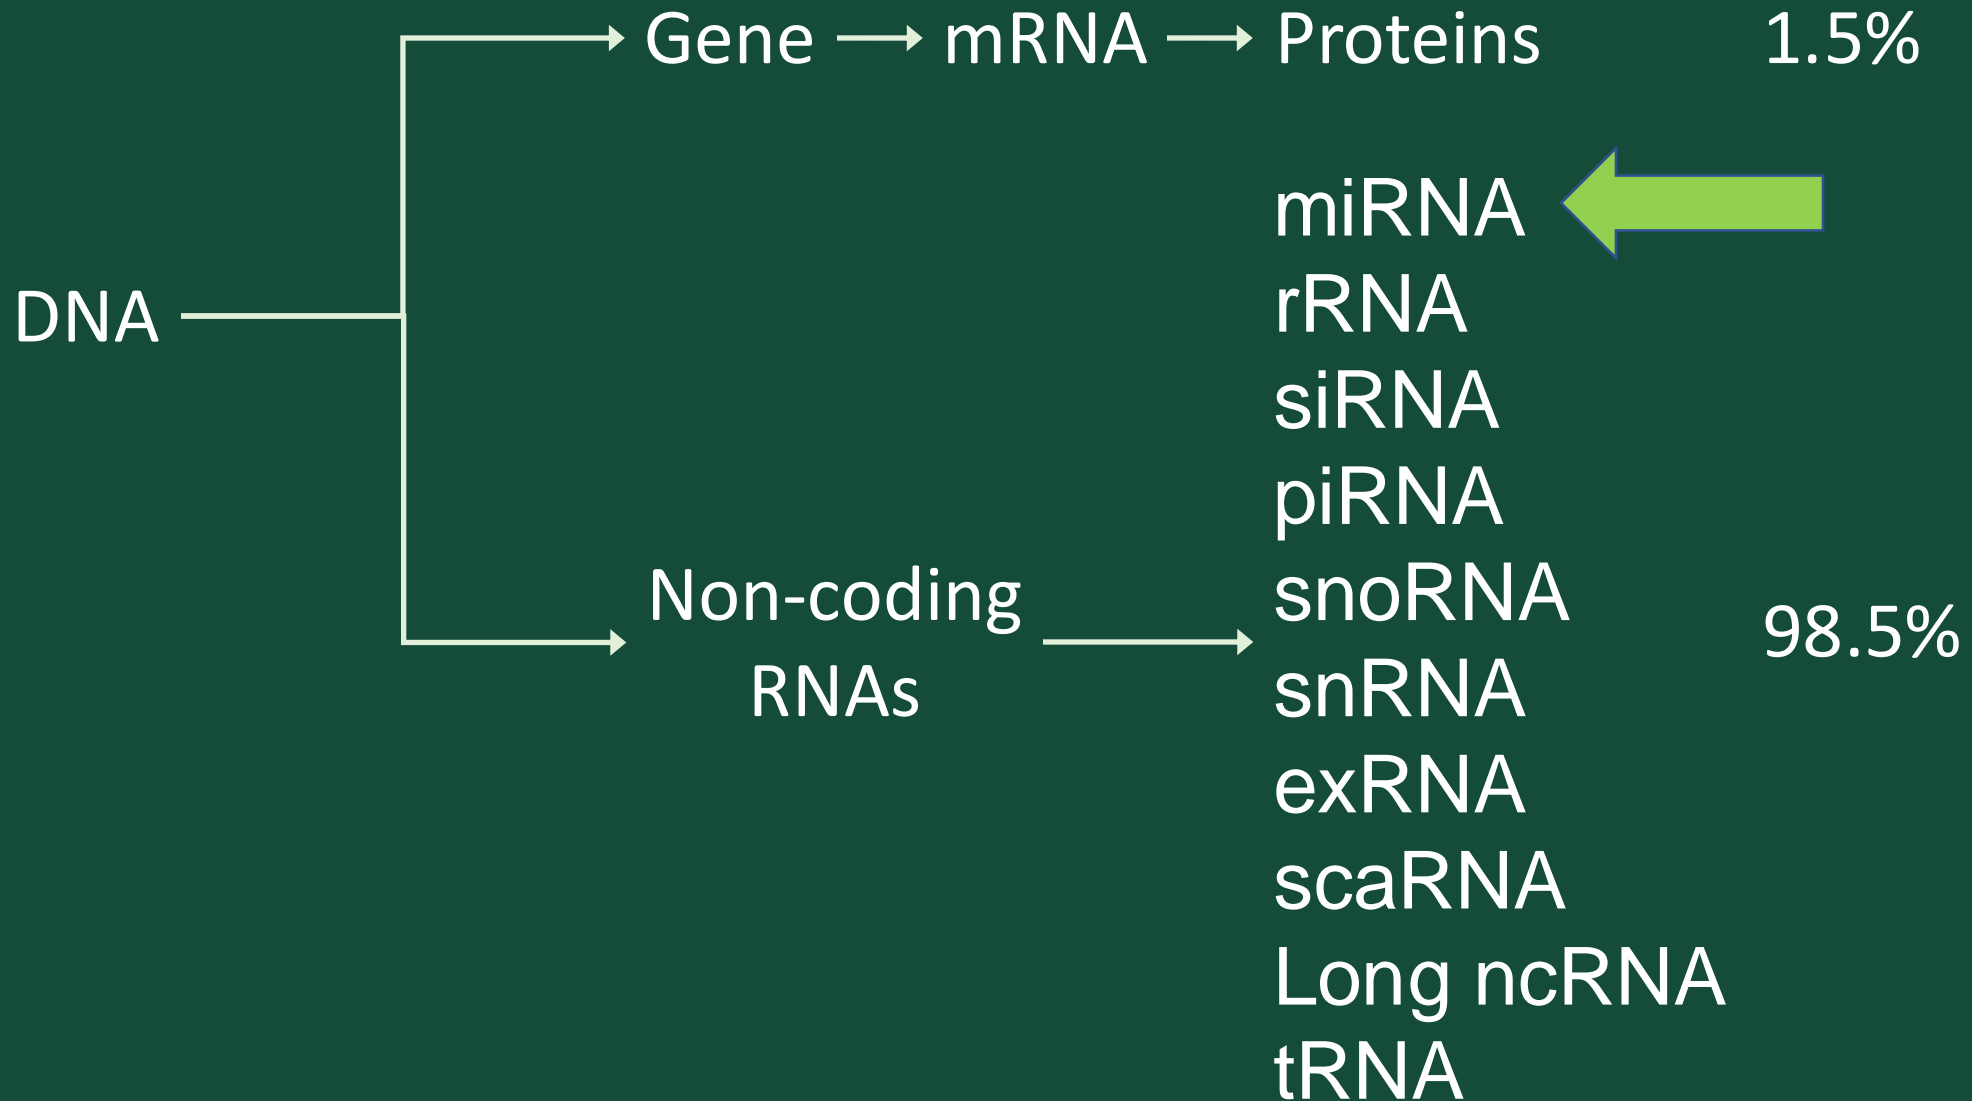 Gene mRNA Proteins 1.5%
miRNA
rRNA
DNA
siRNA
piRNA
snoRNA
Non-coding
RNAs
98.5%
snRNA
exRNA
scaRNA
Long ncRNA
tRNA